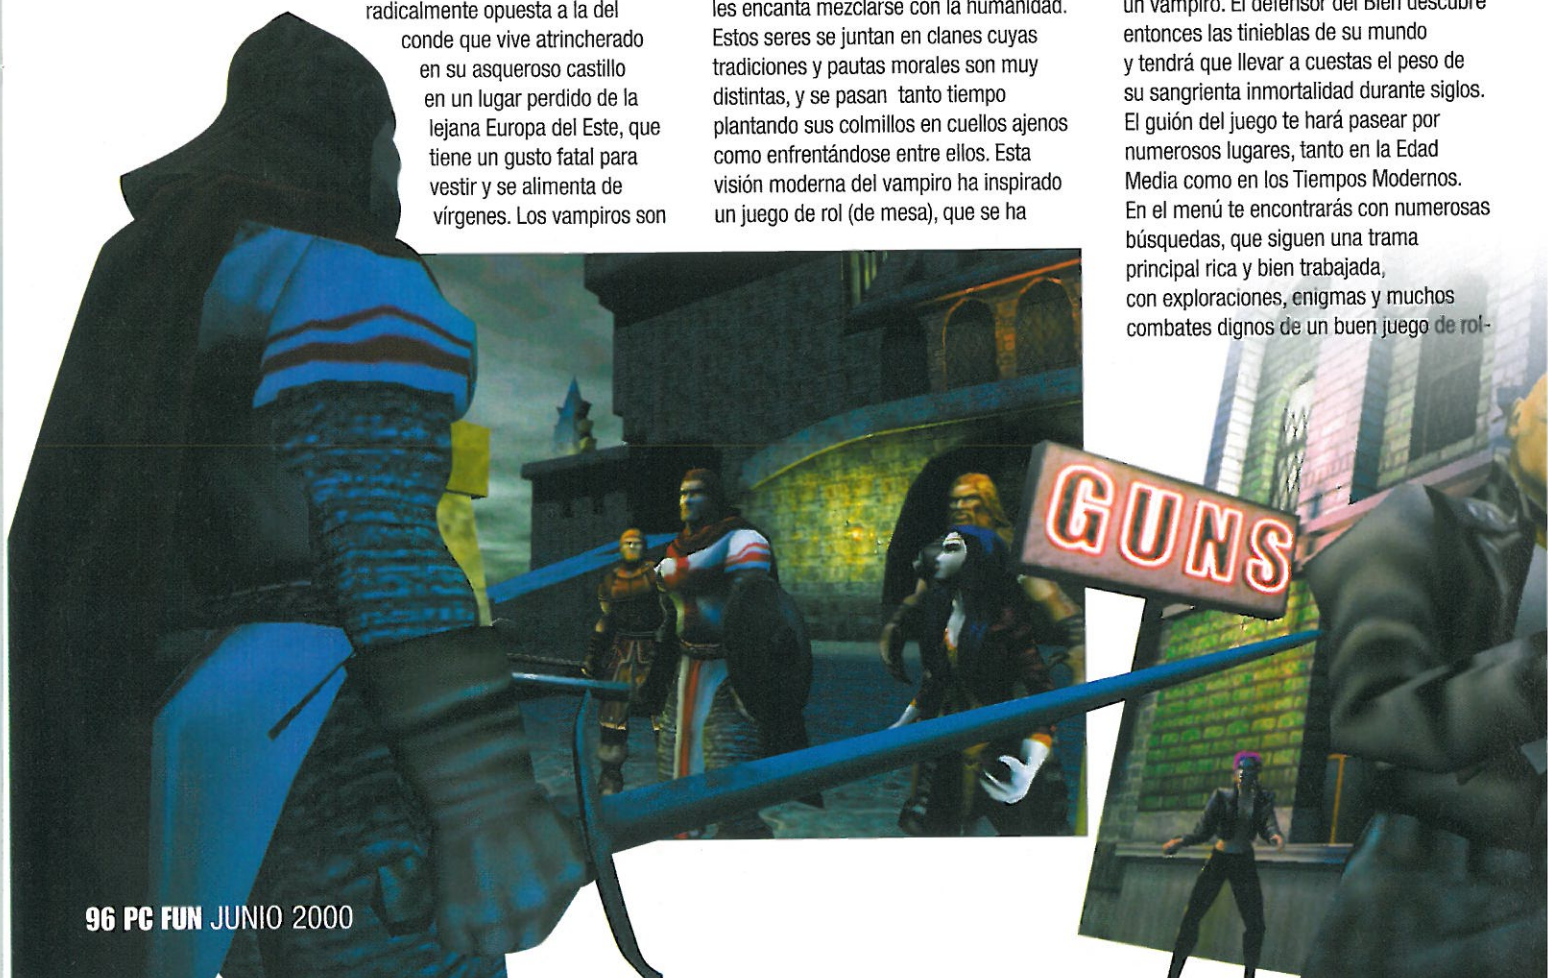 radicalmente opuesta a la del
conde que vive atrincherado
en su asqueroso castillo
en un lugar perdido de la
lejana Europa del Este, que
tiene un gusto fatal para
vestir y se alimenta de
vírgenes. Los vampiros son
les encanta mezclarse con la humanidad.
Estos seres se juntan en clanes cuyas
tradiciones y pautas morales son muy
distintas, y se pasan tanto tiempo
plantando sus colmillos en cuellos ajenos
como enfrentándose entre ellos. Esta
visión moderna del vampiro ha inspirado
un juego de rol (de mesa), que se ha
un vampiro. El defensor del Bien descubre
entonces las tinieblas de su mundo
y tendrá que llevar a cuestas el peso de
su sangrienta inmortalidad durante siglos.
El guión del juego te hará pasear por
numerosos lugares, tanto en la Edad
Media como en los Tiempos Modernos.
En el menú te encontrarás con numerosas
búsquedas, que siguen una trama
principal rica y bien trabajada,
con exploraciones, enigmas y muchos
combates dignos de un buen juego de rol-
GUNS
96 PC FUN JUNIO 2000